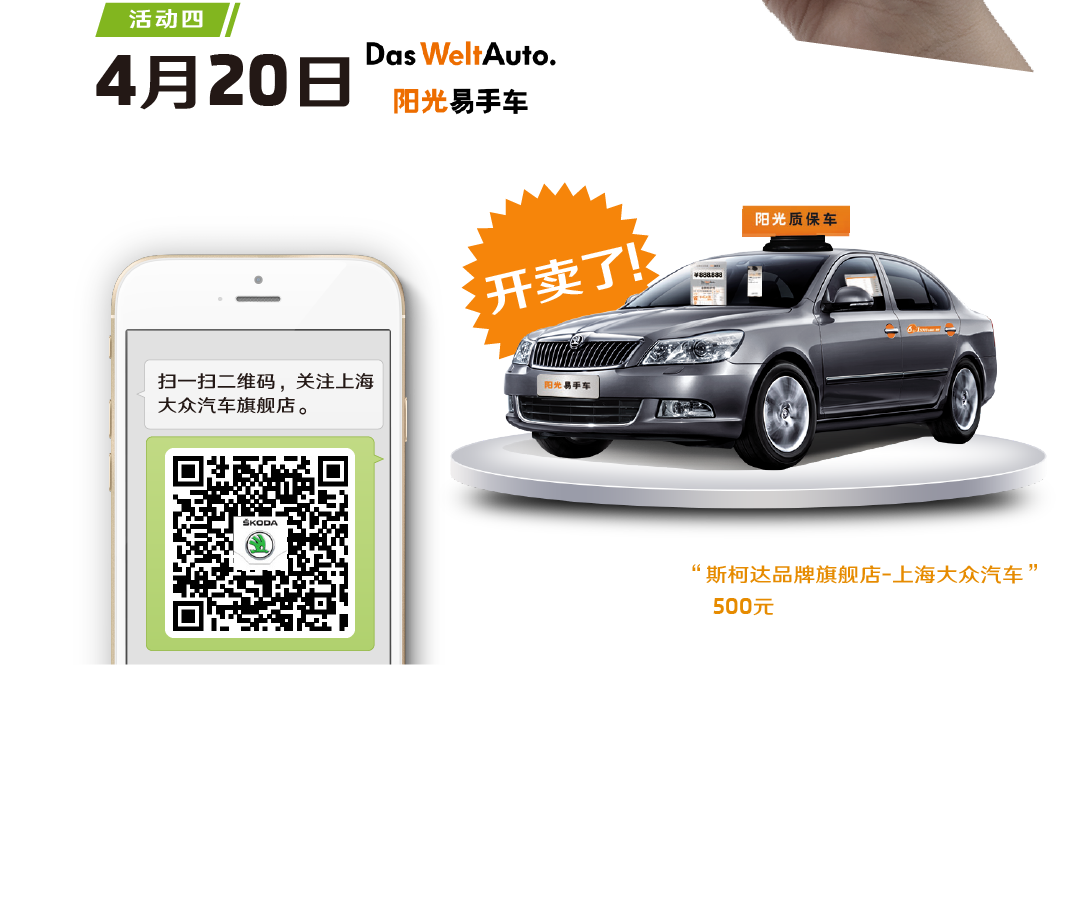 活动四
4月20日
Das WeltAuto.
阳光易手车
开卖了!
阳光质保车
¥888,888
阳光易手车
扫一扫二维码，关注上海
大众汽车旗舰店。
ŠKODA
“斯柯达品牌旗舰店-上海大众汽车”
500元